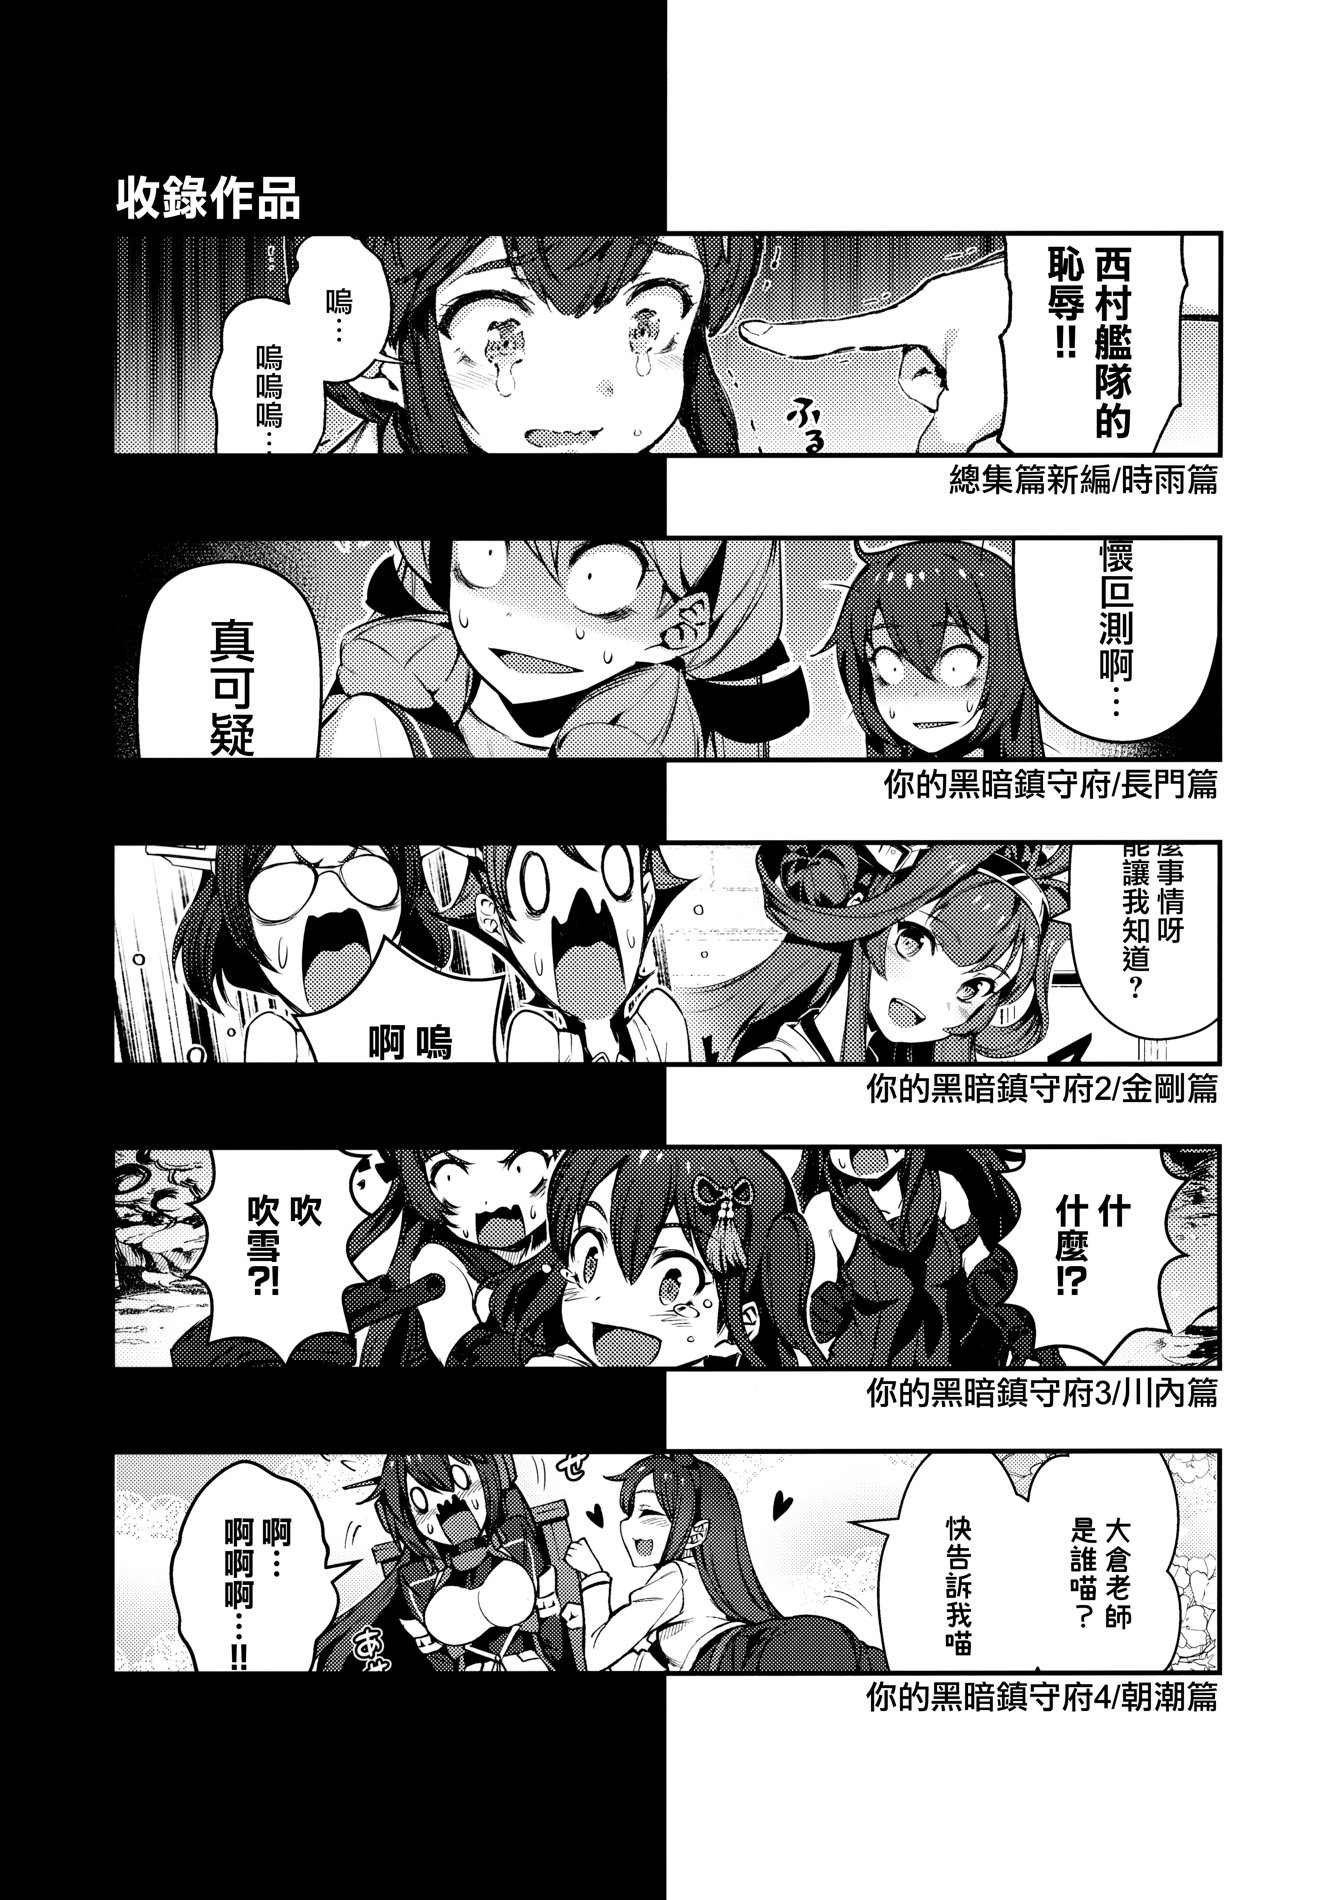 收錄作品
西村艦隊的
恥辱!!
ふる
嗚…
嗚嗚嗚…
總集篇新編/時雨篇
懷叵測啊…
真可疑
你的黑暗鎮守府/長門篇
麼事情呀
能讓我知道?
啊嗚
你的黑暗鎮守府2/金剛篇
什
什麼!?
吹
吹雪?!
你的黑暗鎮守府3/川內篇
大倉老師
是誰喵?
快告訴我喵
せ
啊…
啊啊啊…!!
你的黑暗鎮守府4/朝潮篇